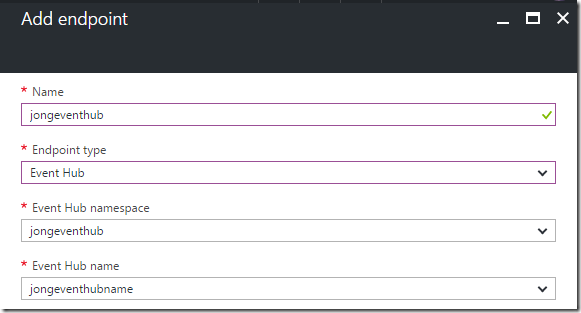 Add endpoint
* Name
jongeventhub
* Endpoint type
Event Hub
* Event Hub namespace
jongeventhub
* Event Hub name
jongeventhubname